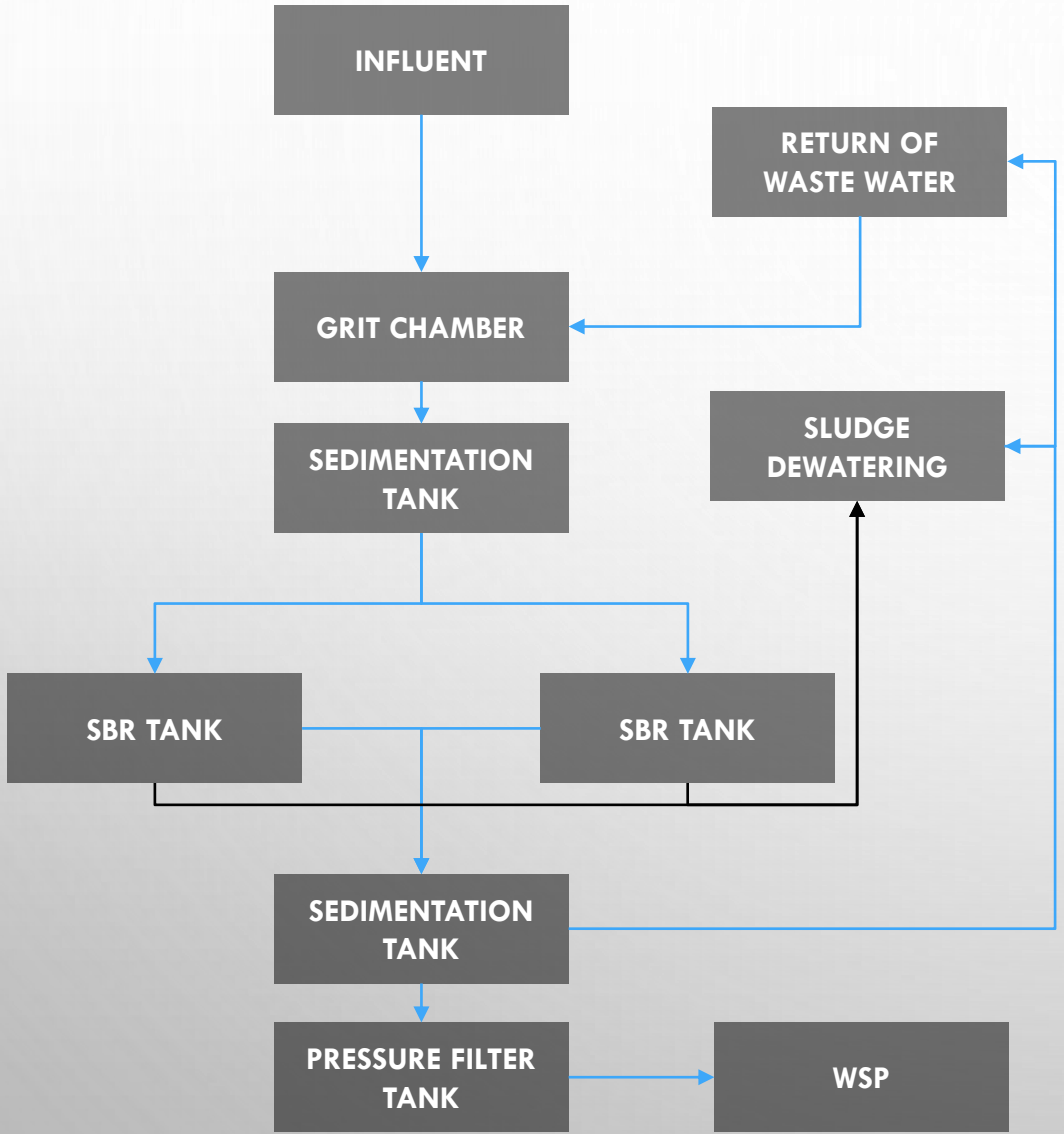 INFLUENT
RETURN OF
WASTE WATER
GRIT CHAMBER
SLUDGE
DEWATERING
SEDIMENTATION
TANK
SBR TANK
SBR TANK
SEDIMENTATION
TANK
PRESSURE FILTER
TANK
WSP